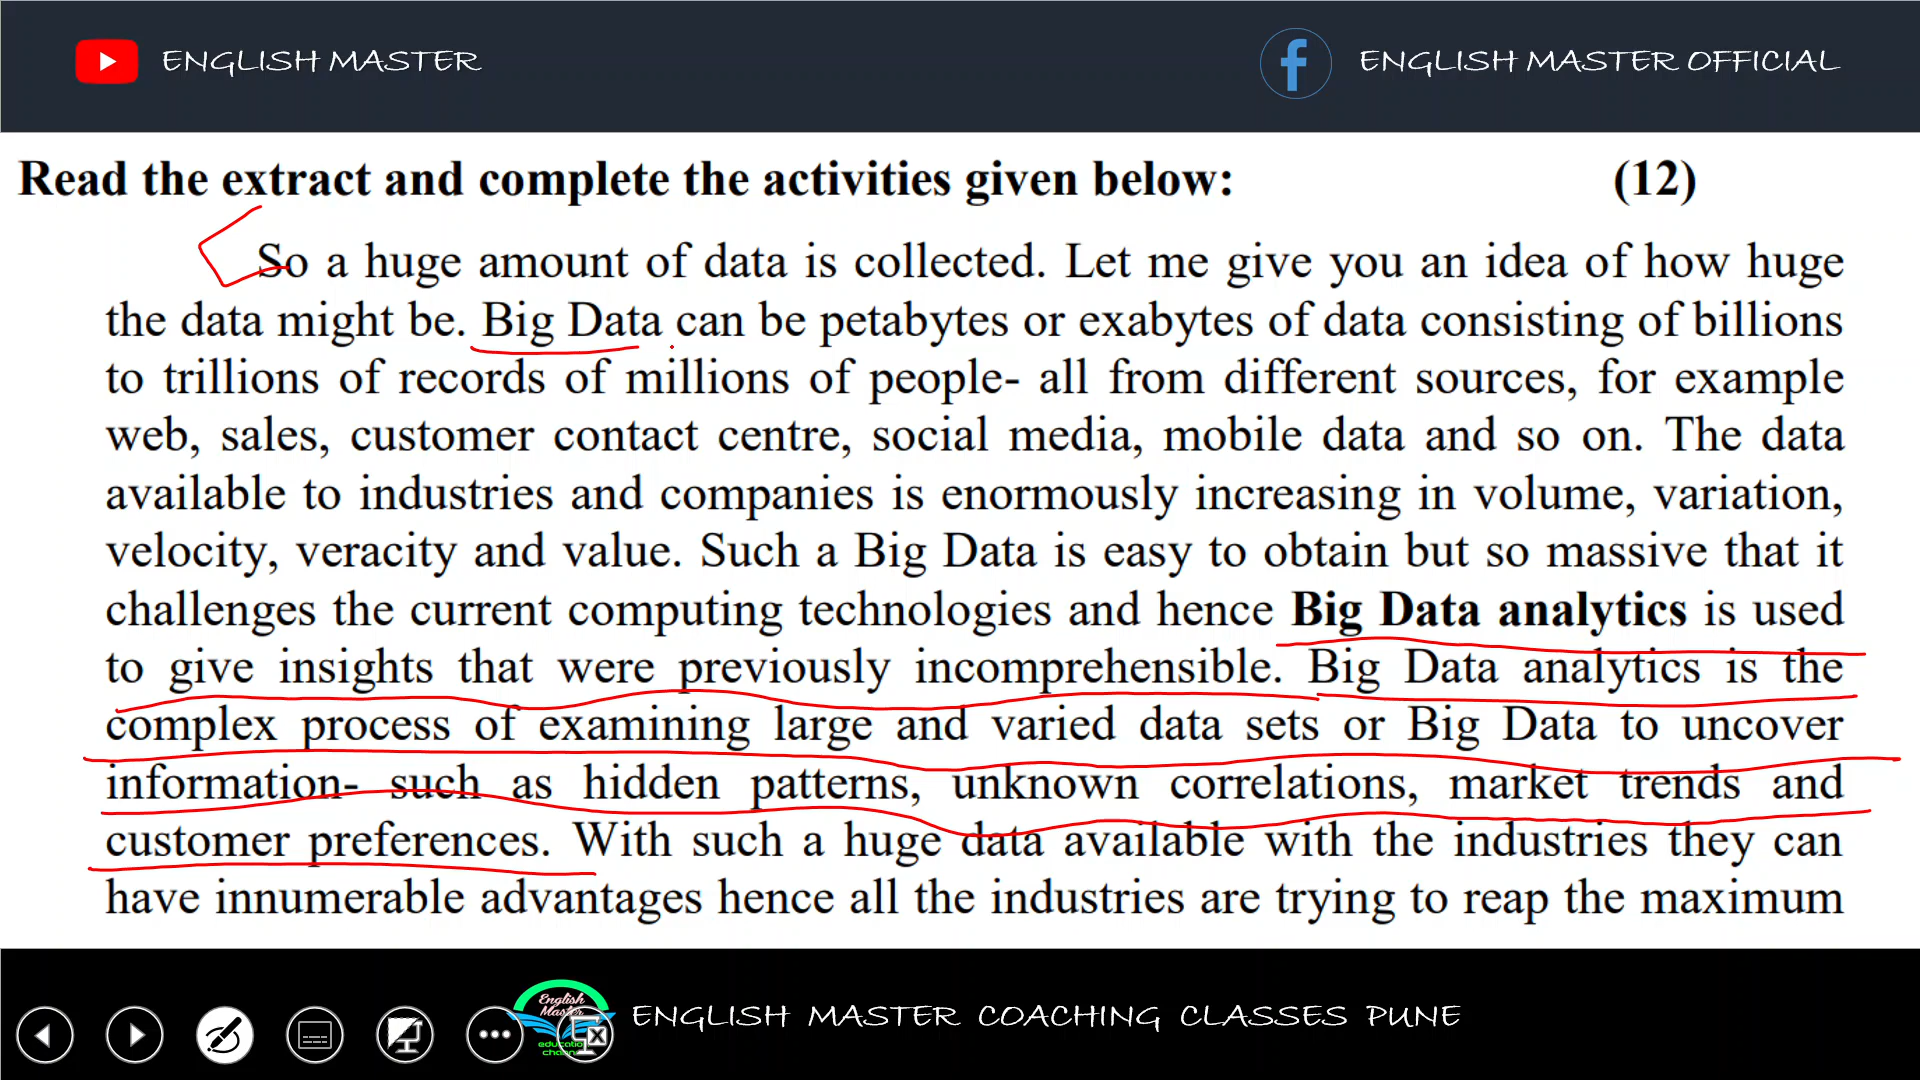 ENGLISH MASTER
ENGLISH MASTER OFFICIAL
Read the extract and complete the activities given below: (12)
So a huge amount of data is collected. Let me give you an idea of how huge
the data might be. Big Data can be petabytes or exabytes of data consisting of billions
to trillions of records of millions of people- all from different sources, for example
web, sales, customer contact centre, social media, mobile data and so on. The data
available to industries and companies is enormously increasing in volume, variation,
velocity, veracity and value. Such a Big Data is easy to obtain but so massive that it
challenges the current computing technologies and hence Big Data analytics is used
to give insights that were previously incomprehensible. Big Data analytics is the
complex process of examining large and varied data sets or Big Data to uncover
information- such as hidden patterns, unknown correlations, market trends and
customer preferences. With such a huge data available with the industries they can
have innumerable advantages hence all the industries are trying to reap the maximum
English
Master
ENGLISH MASTER COACHING CLASSES PUNE